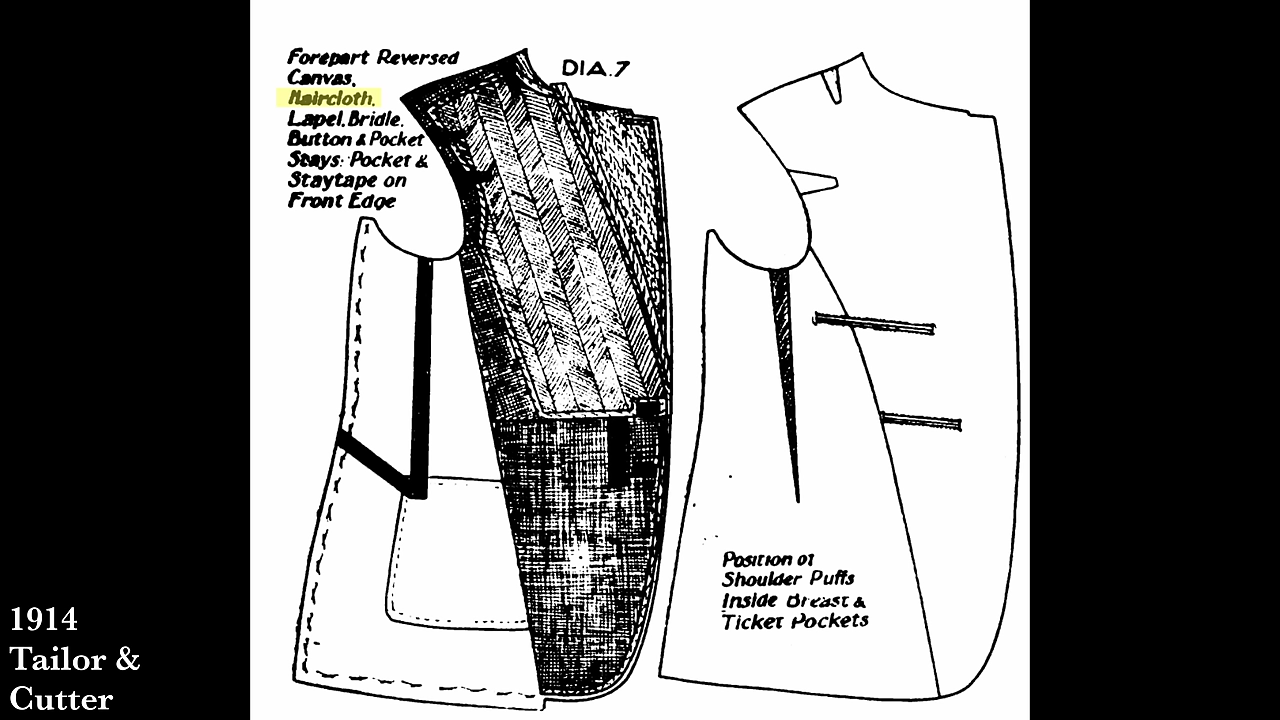 Forepart Reversed
Canvas,
Haircloth,
Lapel, Bridle,
Button & Pocket
Stays: Pocket &
Staytape on
Front Edge
DIA. 7
Position of
Shoulder Puffs
Inside Breast &
Ticket Pockets
1914
Tailor &
Cutter